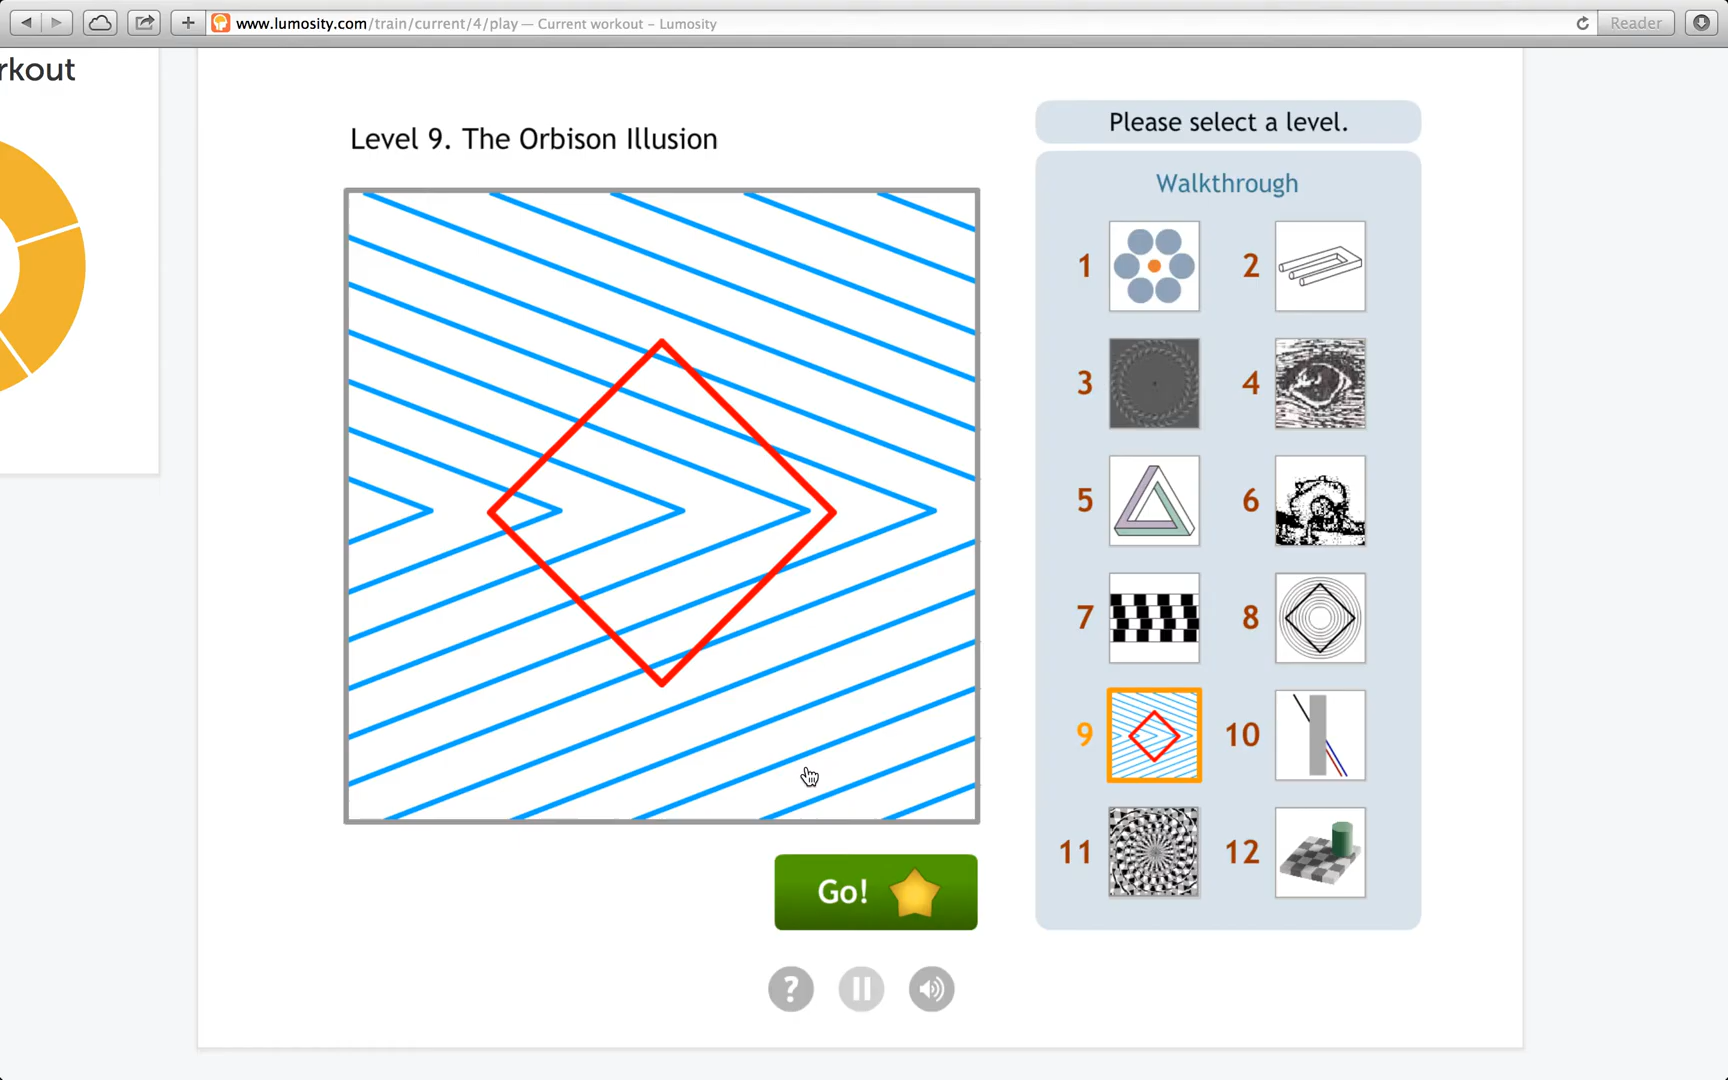 www.lumosity.com/train/current/4/play — Current workout – Lumosity
Reader
rkout
Level 9. The Orbison Illusion
Please select a level.
Walkthrough
1
2
3
4
5
6
7
8
9
10
11
12
Go!
?